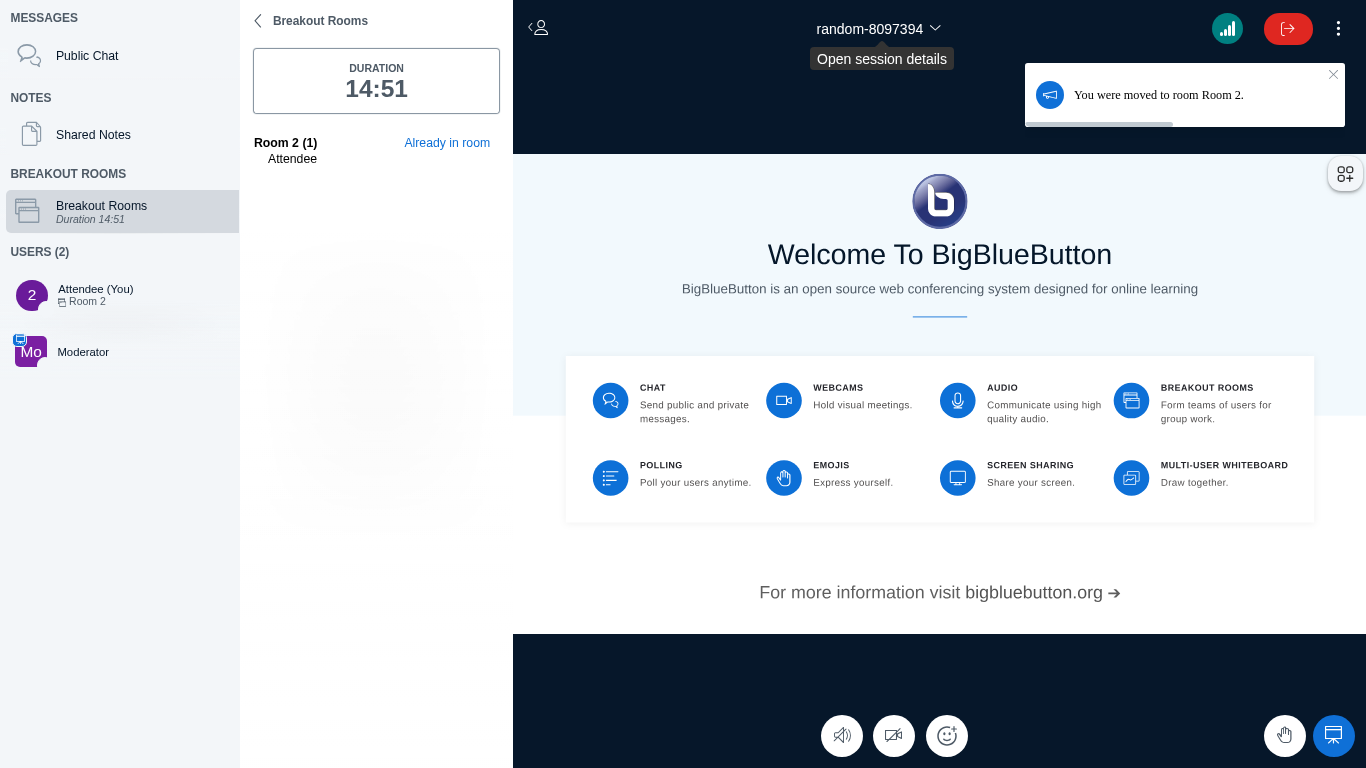 MESSAGES
Public Chat
NOTES
Shared Notes
BREAKOUT ROOMS
Breakout Rooms
Duration 14:51
USERS (2)
2
Attendee (You)
Room 2
Mo
Moderator
Breakout Rooms
DURATION
14:51
Room 2 (1)
Already in room
Attendee
random-8097394
Open session details
You were moved to room Room 2.
Welcome To BigBlueButton
BigBlueButton is an open source web conferencing system designed for online learning
CHAT
Send public and private
messages.
WEBCAMS
Hold visual meetings.
AUDIO
Communicate using high
quality audio.
BREAKOUT ROOMS
Form teams of users for
group work.
POLLING
Poll your users anytime.
EMOJIS
Express yourself.
SCREEN SHARING
Share your screen.
MULTI-USER WHITEBOARD
Draw together.
For more information visit bigbluebutton.org →